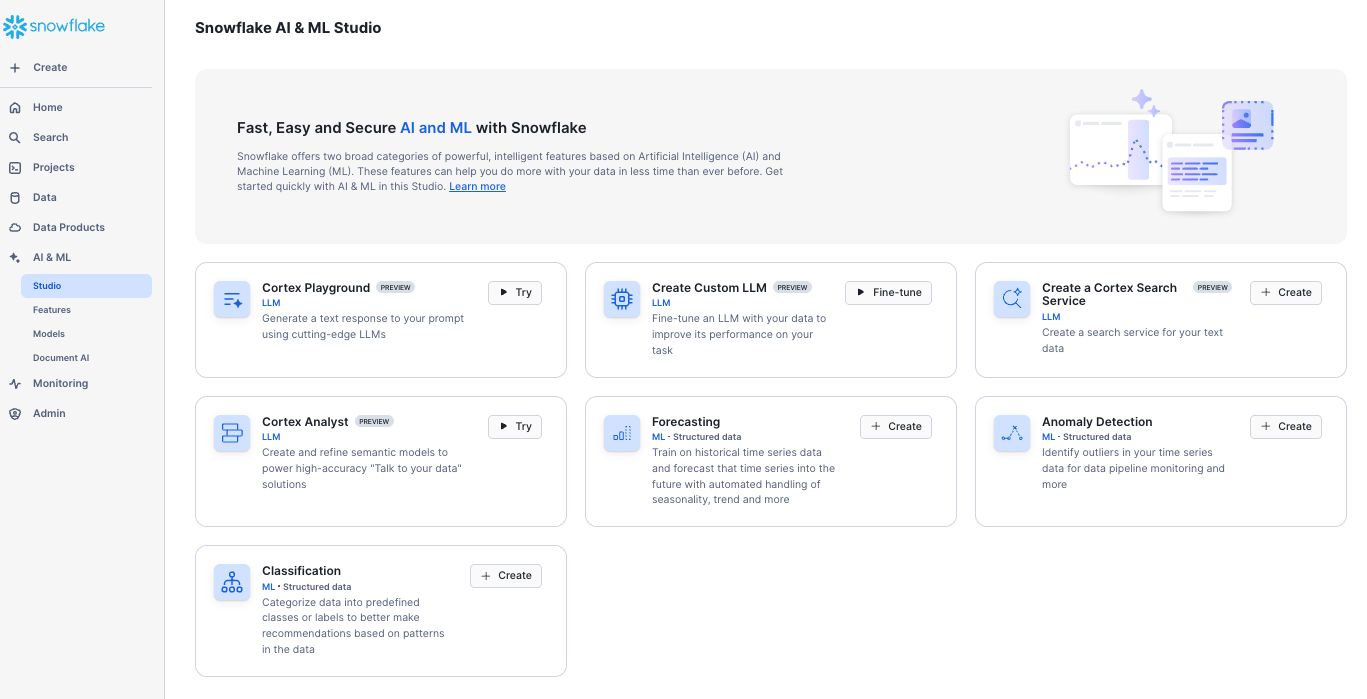 snowflake
Create
Home
Search
Projects
Data
Data Products
AI & ML
Studio
Features
Models
Document AI
Monitoring
Admin
Snowflake AI & ML Studio
Fast, Easy and Secure AI and ML with Snowflake
Snowflake offers two broad categories of powerful, intelligent features based on Artificial Intelligence (AI) and
Machine Learning (ML). These features can help you do more with your data in less time than ever before. Get
started quickly with AI & ML in this Studio. Learn more
Cortex Playground PREVIEW
Try
LLM
Generate a text response to your prompt
using cutting-edge LLMs
Create Custom LLM PREVIEW
Fine-tune
LLM
Fine-tune an LLM with your data to
improve its performance on your
task
Create a Cortex Search PREVIEW
Service
Create
LLM
Create a search service for your text
data
Cortex Analyst PREVIEW
Try
LLM
Create and refine semantic models to
power high-accuracy "Talk to your data"
solutions
Forecasting
Create
ML • Structured data
Train on historical time series data
and forecast that time series into the
future with automated handling of
seasonality, trend and more
Anomaly Detection
Create
ML • Structured data
Identify outliers in your time series
data for data pipeline monitoring and
more
Classification
Create
ML • Structured data
Categorize data into predefined
classes or labels to better make
recommendations based on patterns
in the data